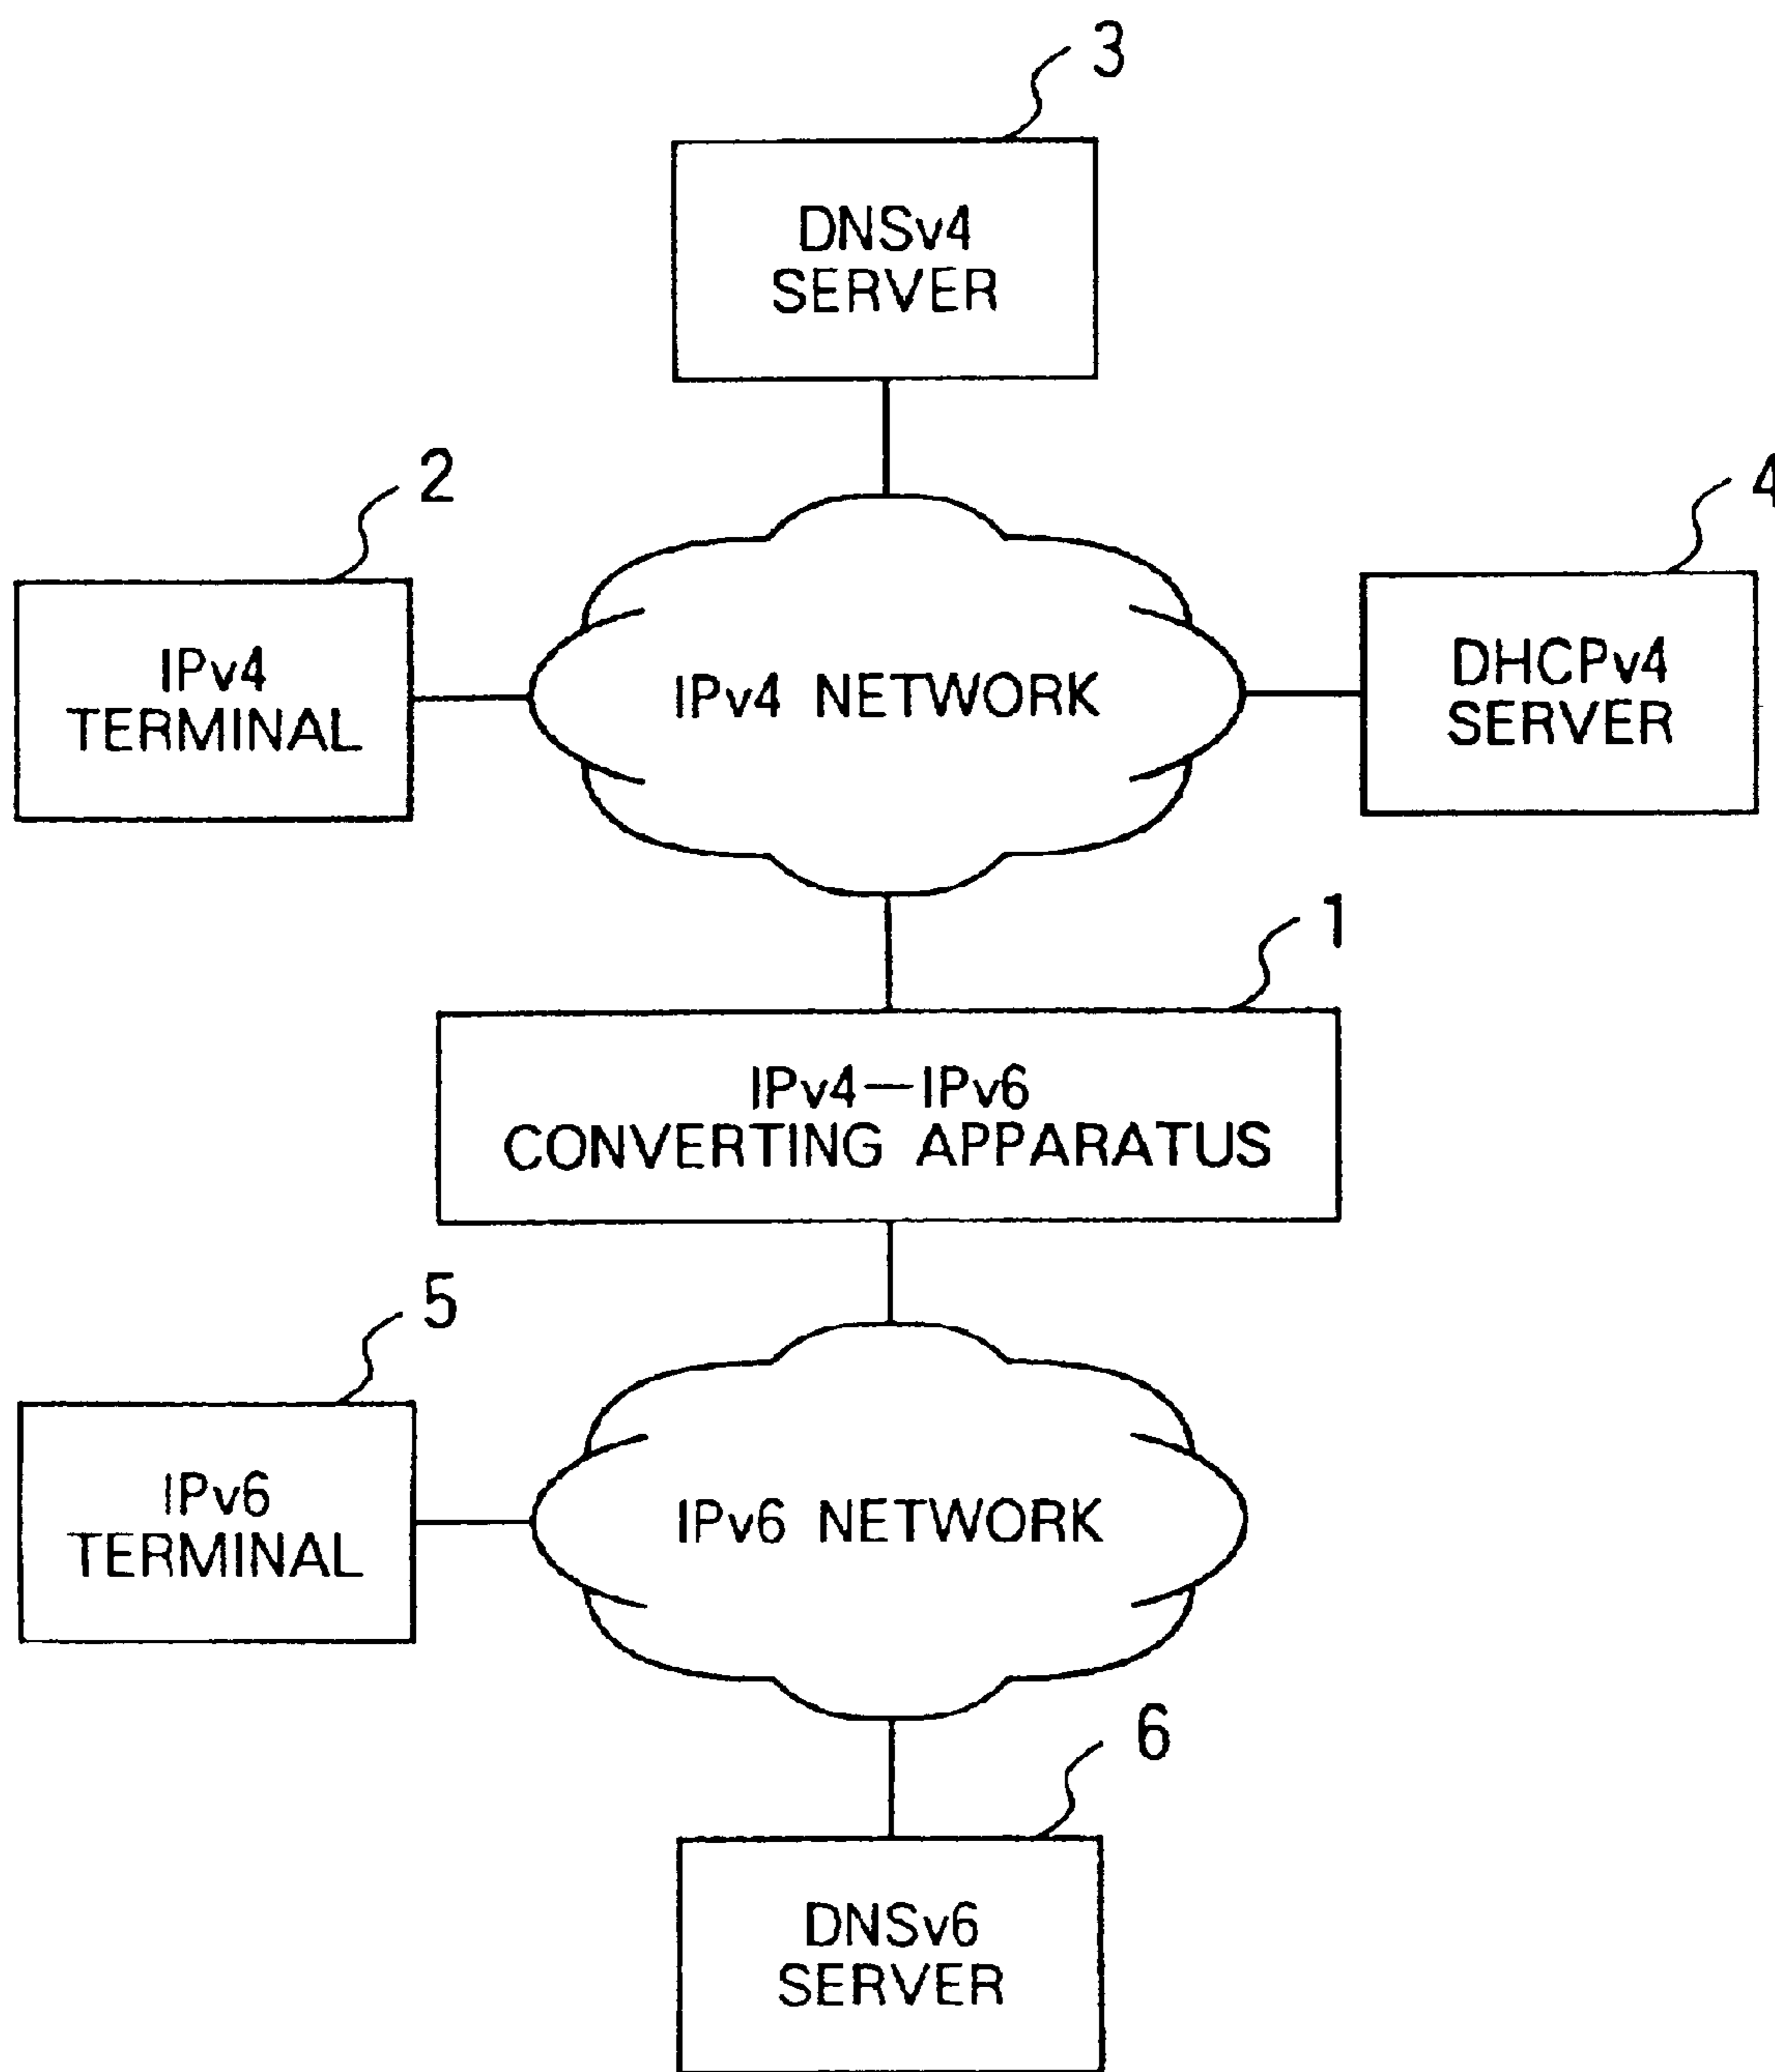 3
DNSv4
SERVER
2
4
IPv4
TERMINAL
IPv4 NETWORK
DHCPv4
SERVER
1
IPv4—IPv6
CONVERTING APPARATUS
5
IPv6
TERMINAL
IPv6 NETWORK
6
DNSv6
SERVER